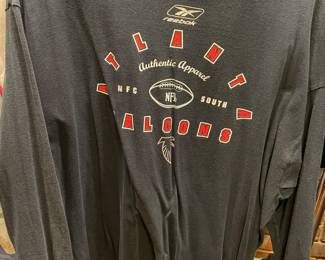 Reebok
ATLANTA
Authentic Apparel
NFC SOUTH
NFL
FALCONS